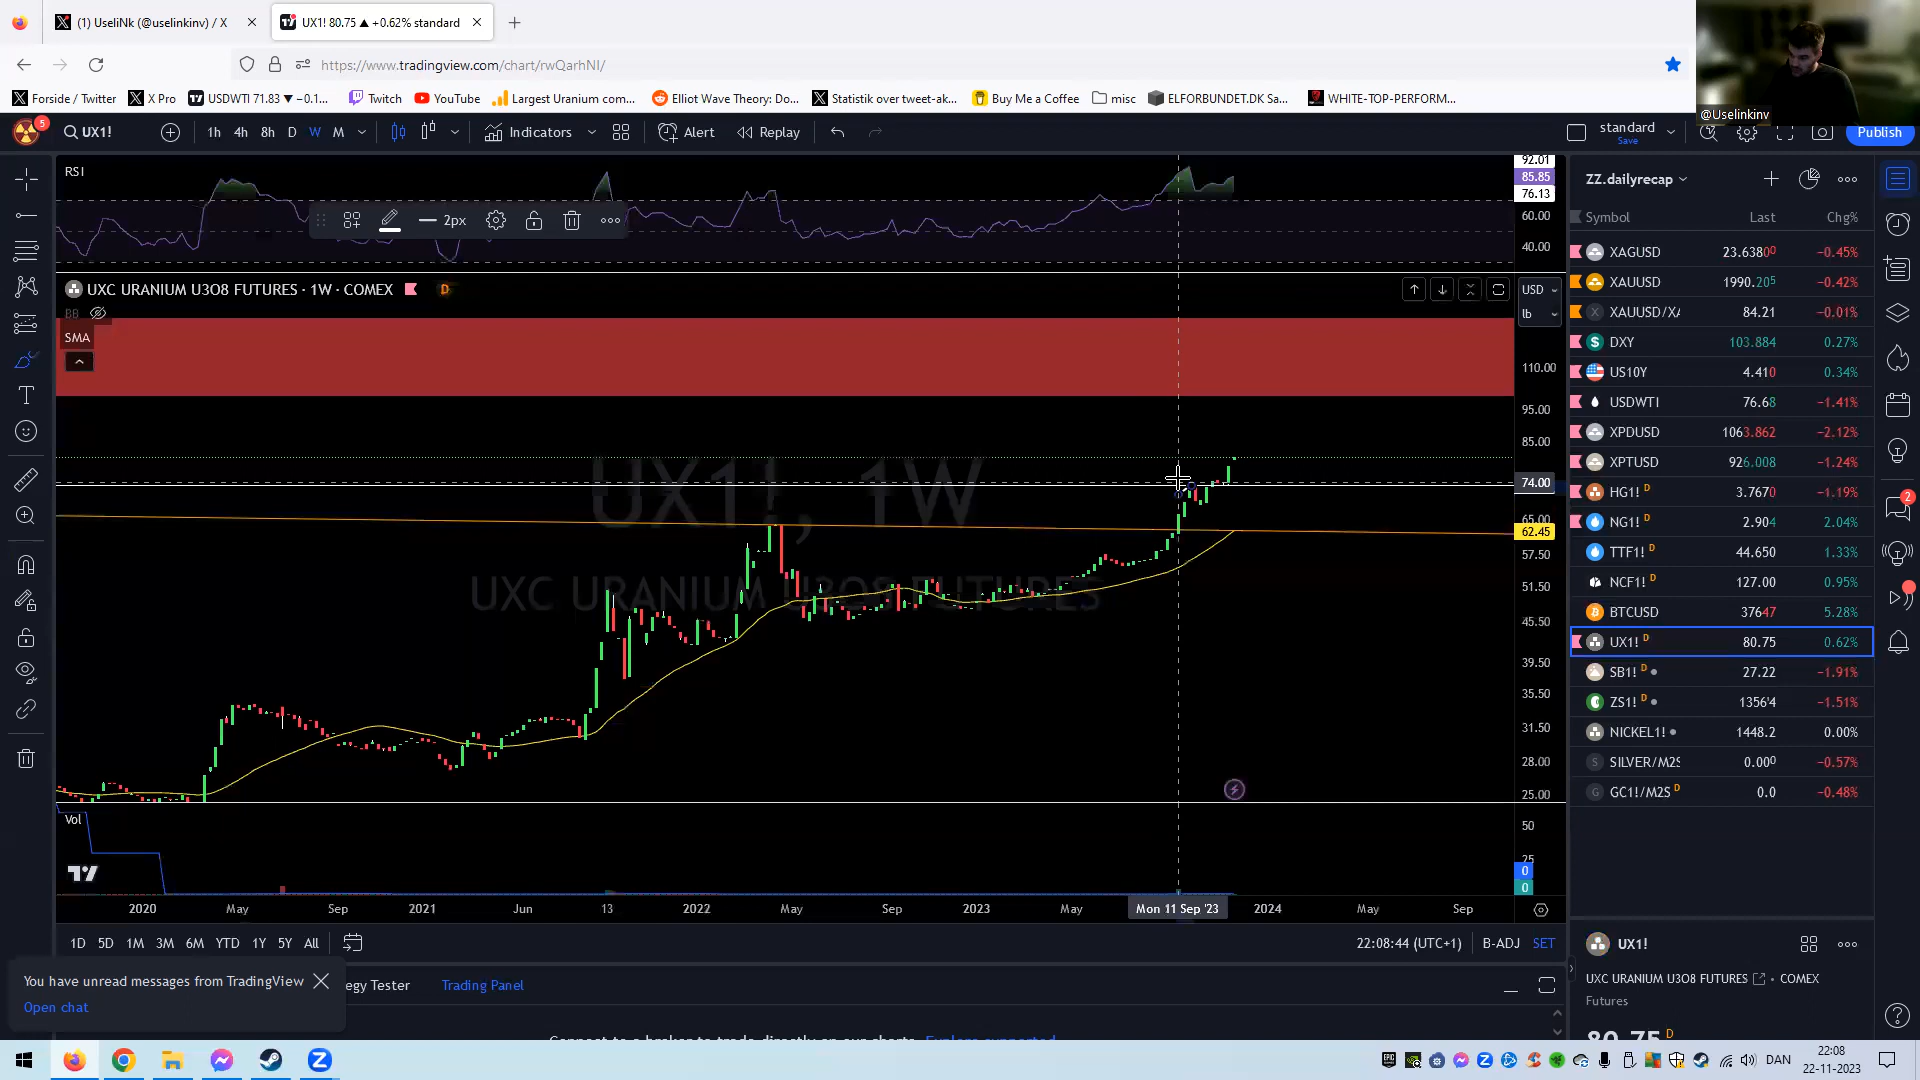 (1) UseliNk (@uselinkinv) / X
UX1! 80.75 ▲ +0.62% standard
https://www.tradingview.com/chart/rwQarhNI/
Forside / Twitter
X Pro
USDWTI 71.83 ▼ −0.1...
Twitch
YouTube
Largest Uranium com...
Elliot Wave Theory: Do...
Statistik over tweet-ak...
Buy Me a Coffee
misc
ELFORBUNDET.DK Sa...
WHITE-TOP-PERFORM...
@Uselinkinv
5
UX1!
1h 4h 8h D W M
Indicators
Alert
Replay
standard
Save
Publish
RSI
2px
92.01
85.85
76.13
60.00
40.00
UXC URANIUM U3O8 FUTURES · 1W · COMEX
D
BB
SMA
USD
lb
110.00
95.00
85.00
74.00
65.00
62.45
57.50
51.50
45.50
39.50
35.50
31.50
28.00
25.00
UX1!, 1W
UXC URANIUM U3O8 FUTURES
Vol
50
25
0
0
2020 May Sep 2021 Jun 13 2022 May Sep 2023 May Mon 11 Sep '23 2024 May Sep
1D 5D 1M 3M 6M YTD 1Y 5Y All
22:08:44 (UTC+1) B-ADJ SET
You have unread messages from TradingView
Open chat
egy Tester
Trading Panel
ZZ.dailyrecap
Symbol Last Chg%
XAGUSD 23.6380⁰ −0.45%
XAUUSD 1990.20⁵ −0.42%
XAUUSD/XA 84.21 −0.01%
DXY 103.884 0.27%
US10Y 4.410 0.34%
USDWTI 76.68 −1.41%
XPDUSD 1063.862 −2.12%
XPTUSD 926.008 −1.24%
HG1! D 3.7670 −1.19%
NG1! D 2.904 2.04%
TTF1! D 44.650 1.33%
NCF1! D 127.00 0.95%
BTCUSD 37647 5.28%
UX1! D 80.75 0.62%
SB1! D 27.22 −1.91%
ZS1! D 1356'4 −1.51%
NICKEL1! 1448.2 0.00%
SILVER/M2S 0.00⁰ −0.57%
GC1!/M2S D 0.0 −0.48%
2
UX1!
UXC URANIUM U3O8 FUTURES · COMEX
Futures
80.75 D
DAN
22:08
22-11-2023